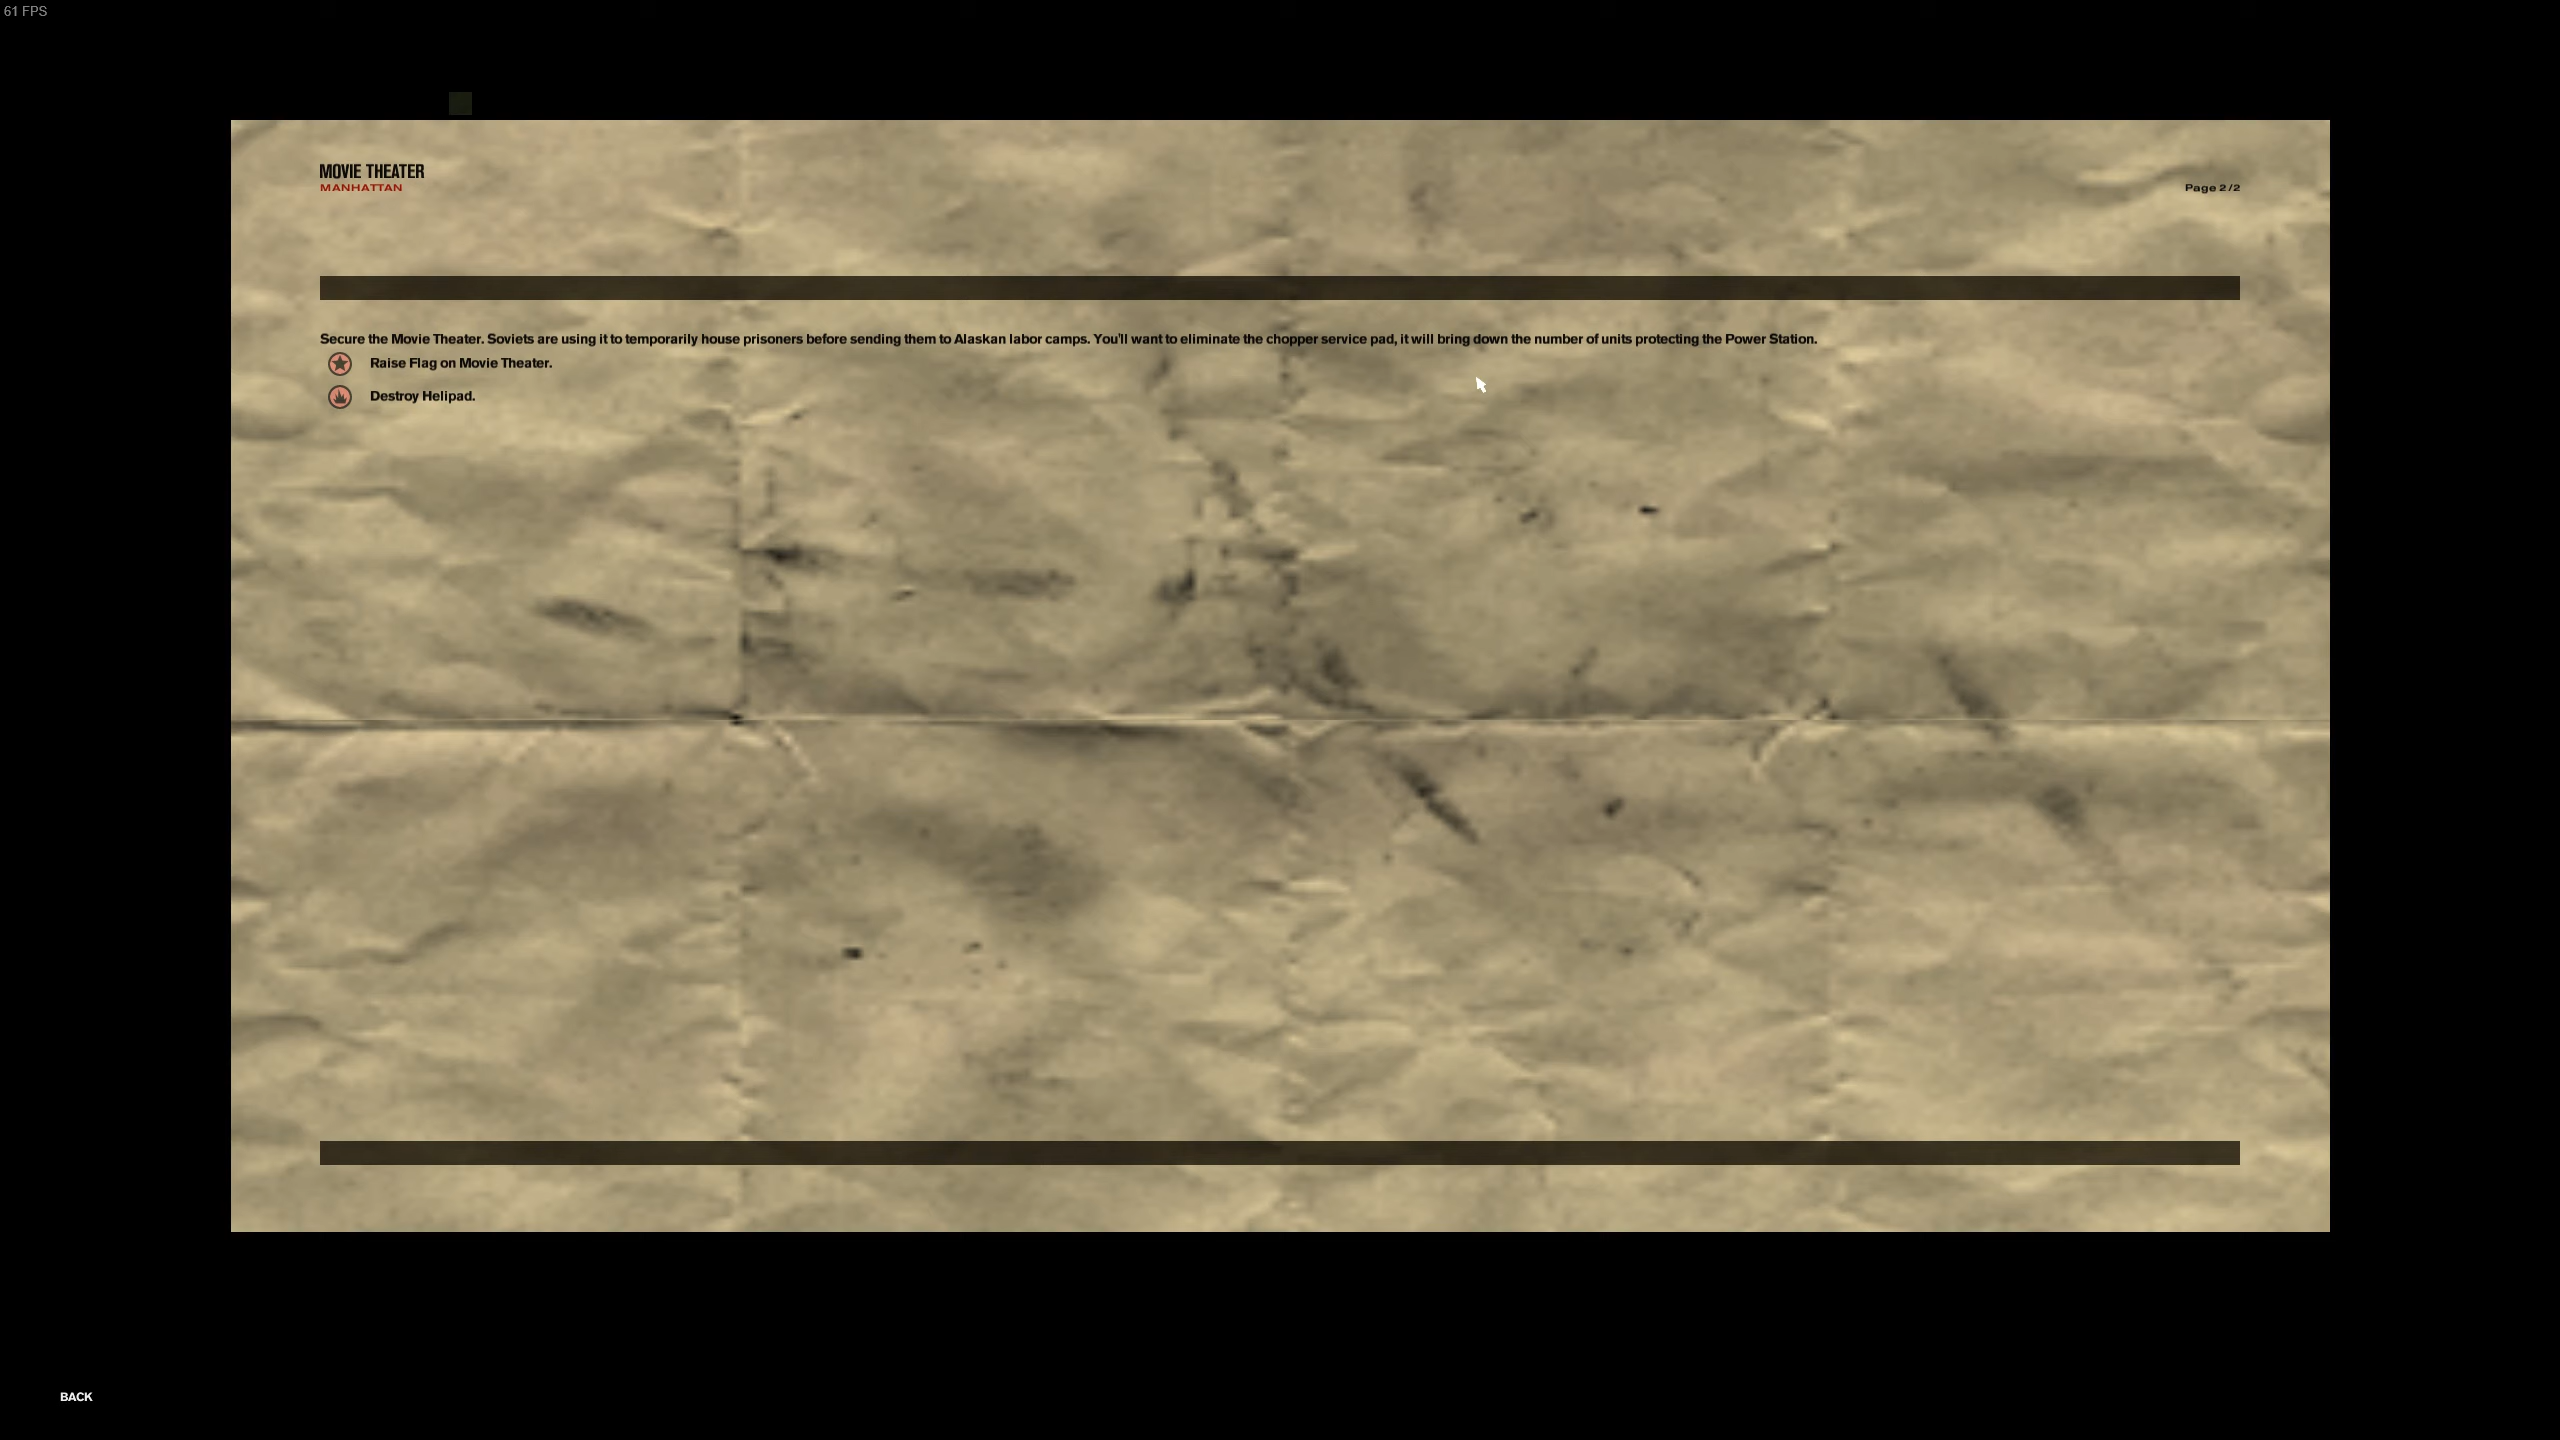 61 FPS
MOVIE THEATER
MANHATTAN
Page 2/2
Secure the Movie Theater. Soviets are using it to temporarily house prisoners before sending them to Alaskan labor camps. You'll want to eliminate the chopper service pad, it will bring down the number of units protecting the Power Station.
Raise Flag on Movie Theater.
Destroy Helipad.
BACK